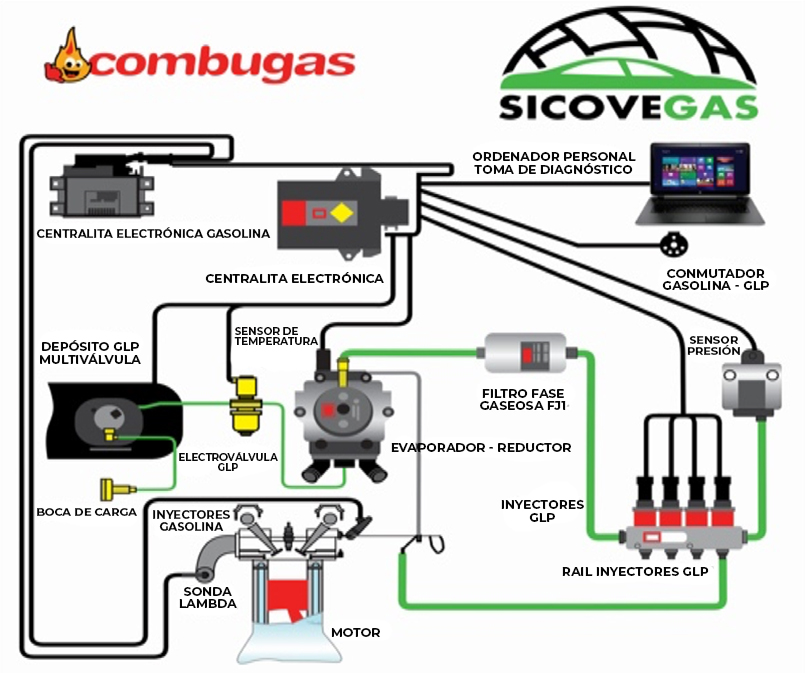 combugas
SICOVEGAS
ORDENADOR PERSONAL
TOMA DE DIAGNÓSTICO
CENTRALITA ELECTRÓNICA GASOLINA
CENTRALITA ELECTRÓNICA
CONMUTADOR
GASOLINA - GLP
SENSOR DE
TEMPERATURA
SENSOR
PRESIÓN
DEPÓSITO GLP
MULTIVÁLVULA
FILTRO FASE
GASEOSA FJ1
ELECTROVÁLVULA
GLP
EVAPORADOR - REDUCTOR
BOCA DE CARGA
INYECTORES
GASOLINA
INYECTORES
GLP
RAIL INYECTORES GLP
SONDA
LAMBDA
MOTOR